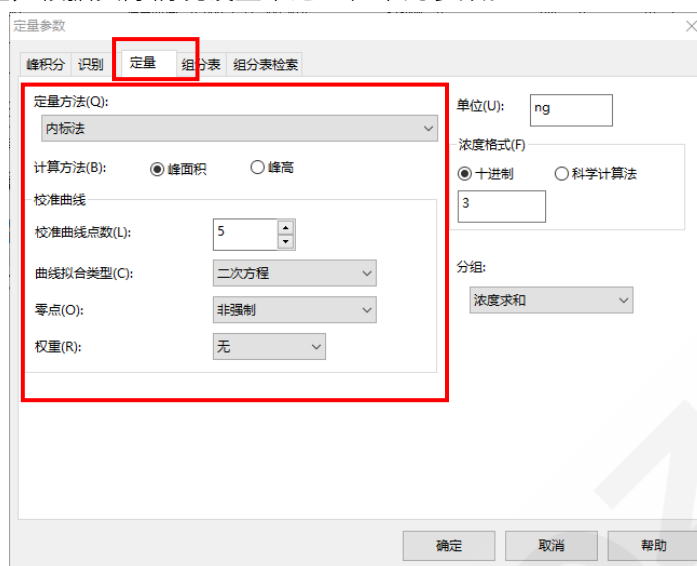 定量参数
峰积分 识别 定量 组分表 组分表检索
定量方法(Q):
内标法
计算方法(B): 峰面积 峰高
校准曲线
校准曲线点数(L): 5
曲线拟合类型(C): 二次方程
零点(O): 非强制
权重(R): 无
单位(U): ng
浓度格式(F)
十进制 科学计算法
3
分组:
浓度求和
确定 取消 帮助